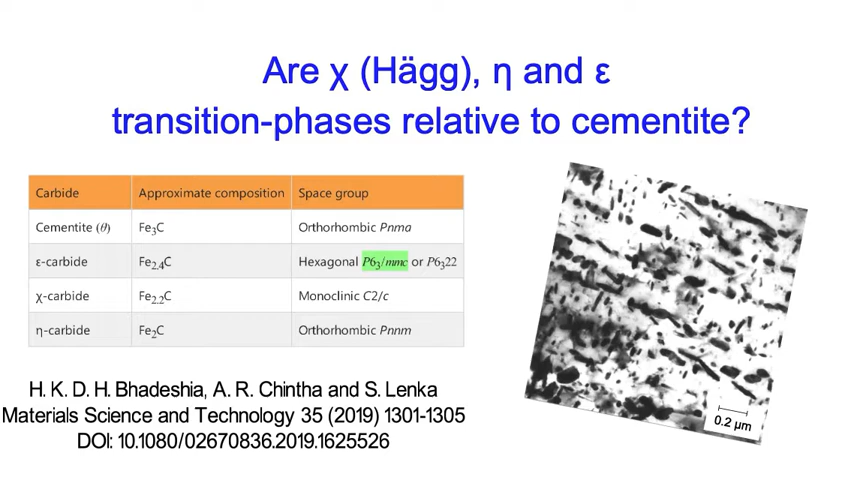 Are χ (Hägg), η and ε
transition-phases relative to cementite?
Carbide Approximate composition Space group
Cementite (θ) Fe₃C Orthorhombic Pnma
ε-carbide Fe₂.₄C Hexagonal P6₃/mmc or P6₃22
χ-carbide Fe₂.₂C Monoclinic C2/c
η-carbide Fe₂C Orthorhombic Pnnm
H. K. D. H. Bhadeshia, A. R. Chintha and S. Lenka
Materials Science and Technology 35 (2019) 1301-1305
DOI: 10.1080/02670836.2019.1625526
0.2 μm